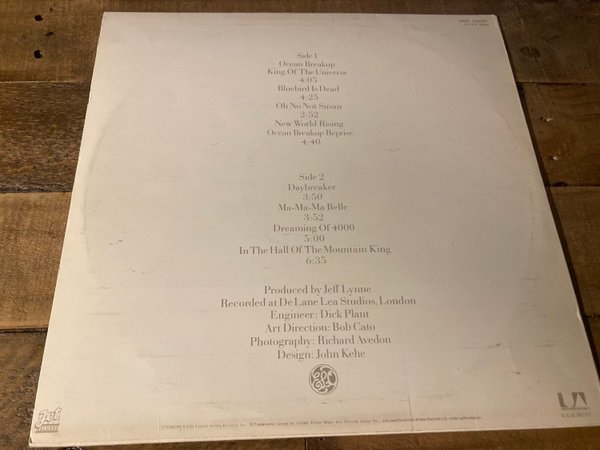 Side 1
Ocean Breakup
King Of The Universe
4:05
Bluebird Is Dead
4:25
Oh No Not Susan
2:52
New World Rising
Ocean Breakup Reprise
4:40
Side 2
Daybreaker
3:50
Ma-Ma-Ma Belle
3:52
Dreaming Of 4000
5:00
In The Hall Of The Mountain King
6:35
Produced by Jeff Lynne
Recorded at De Lane Lea Studios, London
Engineer: Dick Plant
Art Direction: Bob Cato
Photography: Richard Avedon
Design: John Kehe
Jet
UA